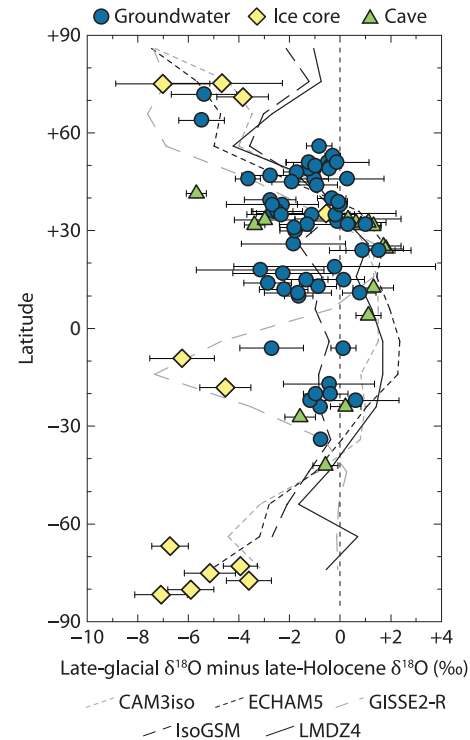 Groundwater Ice core Cave
+90
+60
+30
0
−30
−60
−90
Latitude
−10 −8 −6 −4 −2 0 +2 +4
Late-glacial δ¹⁸O minus late-Holocene δ¹⁸O (‰)
CAM3iso ECHAM5 GISSE2-R
IsoGSM LMDZ4